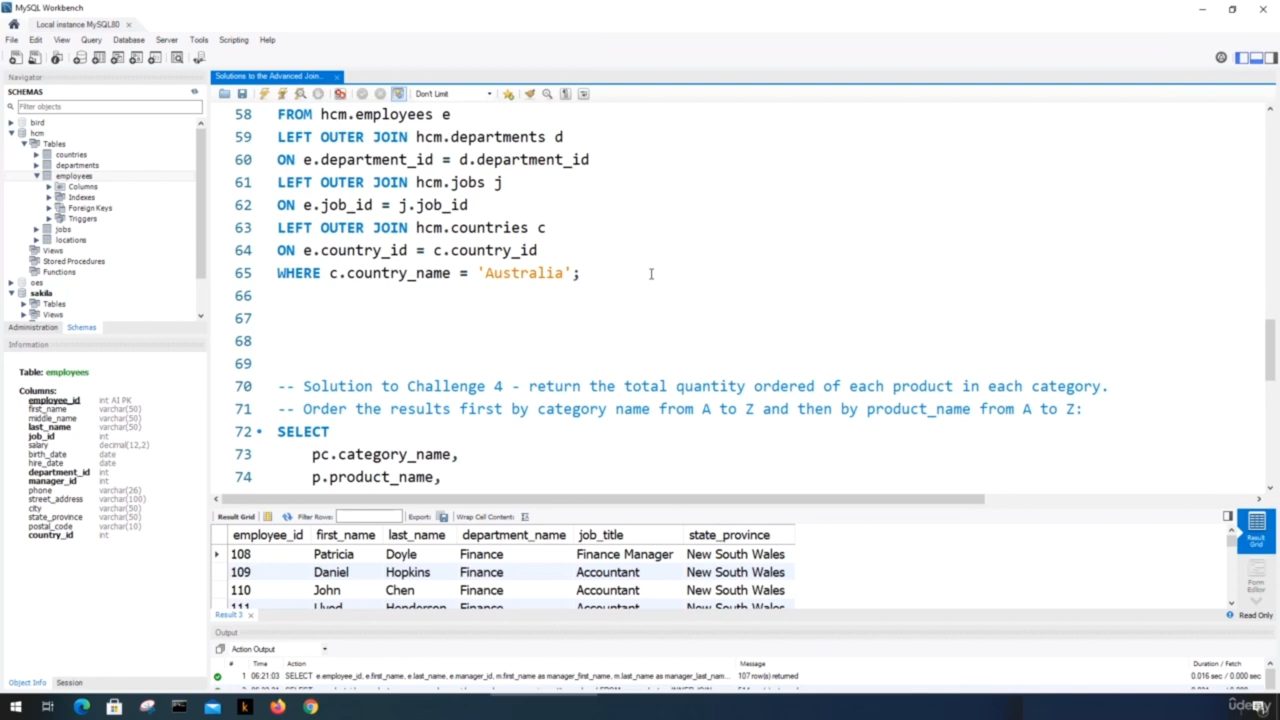 MySQL Workbench
Local instance MySQL80
File Edit View Query Database Server Tools Scripting Help
Navigator
Solutions to the Advanced Join...
SCHEMAS
Filter objects
Don't Limit
bird
hcm
Tables
countries
departments
employees
Columns
Indexes
Foreign Keys
Triggers
jobs
locations
Views
Stored Procedures
Functions
oes
sakila
Tables
Views
Administration Schemas
Information
Table: employees
Columns:
employee_id int AI PK
first_name varchar(50)
middle_name varchar(50)
last_name varchar(50)
job_id int
salary decimal(12,2)
birth_date date
hire_date date
department_id int
manager_id int
phone varchar(26)
street_address varchar(100)
city varchar(50)
state_province varchar(50)
postal_code varchar(10)
country_id int
Object Info Session
58 FROM hcm.employees e
59 LEFT OUTER JOIN hcm.departments d
60 ON e.department_id = d.department_id
61 LEFT OUTER JOIN hcm.jobs j
62 ON e.job_id = j.job_id
63 LEFT OUTER JOIN hcm.countries c
64 ON e.country_id = c.country_id
65 WHERE c.country_name = 'Australia';
66
67
68
69
70 -- Solution to Challenge 4 - return the total quantity ordered of each product in each category.
71 -- Order the results first by category name from A to Z and then by product_name from A to Z:
72 SELECT
73 pc.category_name,
74 p.product_name,
Result Grid Filter Rows: Export: Wrap Cell Content:
employee_id first_name last_name department_name job_title state_province
108 Patricia Doyle Finance Finance Manager New South Wales
109 Daniel Hopkins Finance Accountant New South Wales
110 John Chen Finance Accountant New South Wales
111 Lloyd Henderson Finance Accountant New South Wales
Result Grid
Form Editor
Result 3
Read Only
Output
Action Output
# Time Action Message Duration / Fetch
1 06:21:03 SELECT e.employee_id, e.first_name, e.last_name, e.manager_id, m.first_name as manager_first_name, m.last_name as manager_last_nam... 107 row(s) returned 0.016 sec / 0.000 sec
udemy